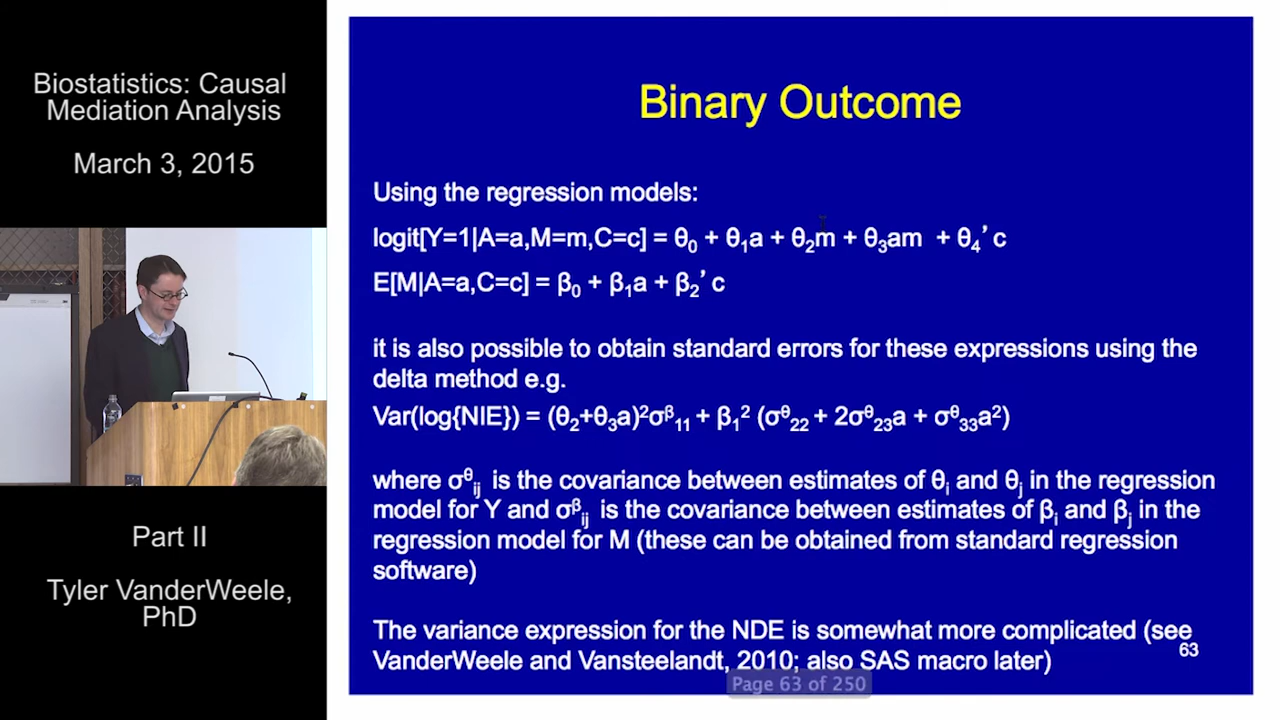 Biostatistics: Causal
Mediation Analysis
March 3, 2015
Part II
Tyler VanderWeele,
PhD
Binary Outcome
Using the regression models:
logit[Y=1|A=a,M=m,C=c] = θ₀ + θ₁a + θ₂m + θ₃am + θ₄’ c
E[M|A=a,C=c] = β₀ + β₁a + β₂’ c
it is also possible to obtain standard errors for these expressions using the
delta method e.g.
Var(log{NIE}) = (θ₂+θ₃a)²σᵝ₁₁ + β₁² (σᶿ₂₂ + 2σᶿ₂₃a + σᶿ₃₃a²)
where σᶿᵢⱼ is the covariance between estimates of θᵢ and θⱼ in the regression
model for Y and σᵝᵢⱼ is the covariance between estimates of βᵢ and βⱼ in the
regression model for M (these can be obtained from standard regression
software)
The variance expression for the NDE is somewhat more complicated (see
VanderWeele and Vansteelandt, 2010; also SAS macro later)
63
Page 63 of 250